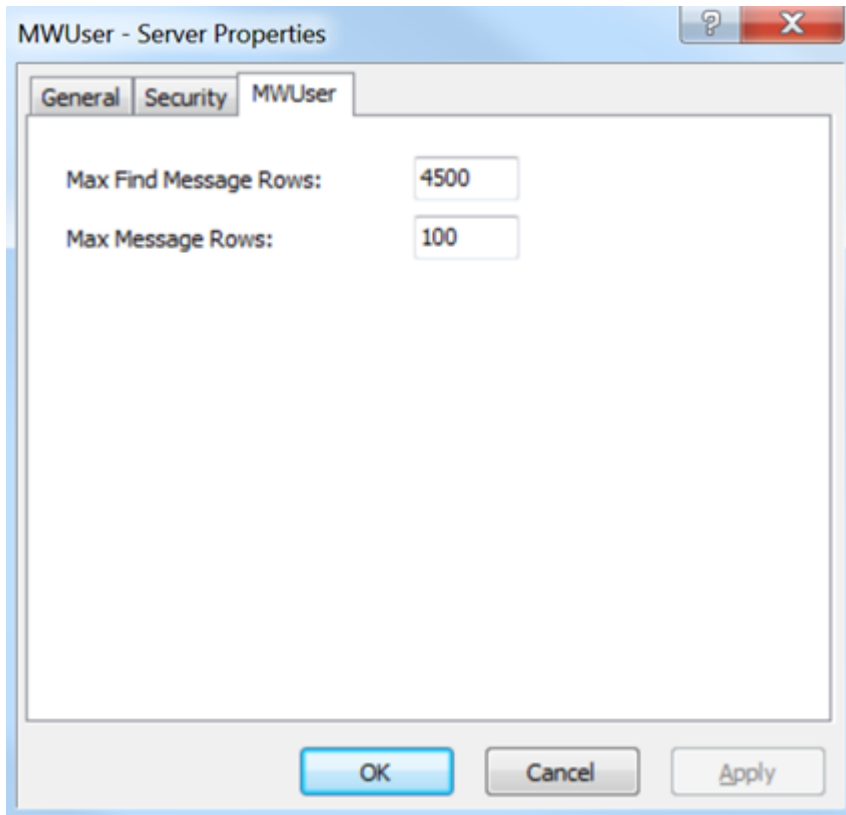 MWUser - Server Properties
General Security MWUser
Max Find Message Rows: 4500
Max Message Rows: 100
OK Cancel Apply